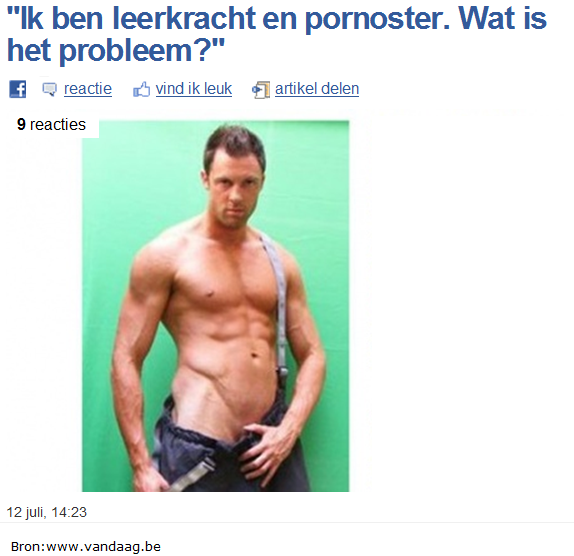 "Ik ben leerkracht en pornoster. Wat is
het probleem?"
reactie vind ik leuk artikel delen
9 reacties
12 juli, 14:23
Bron:www.vandaag.be